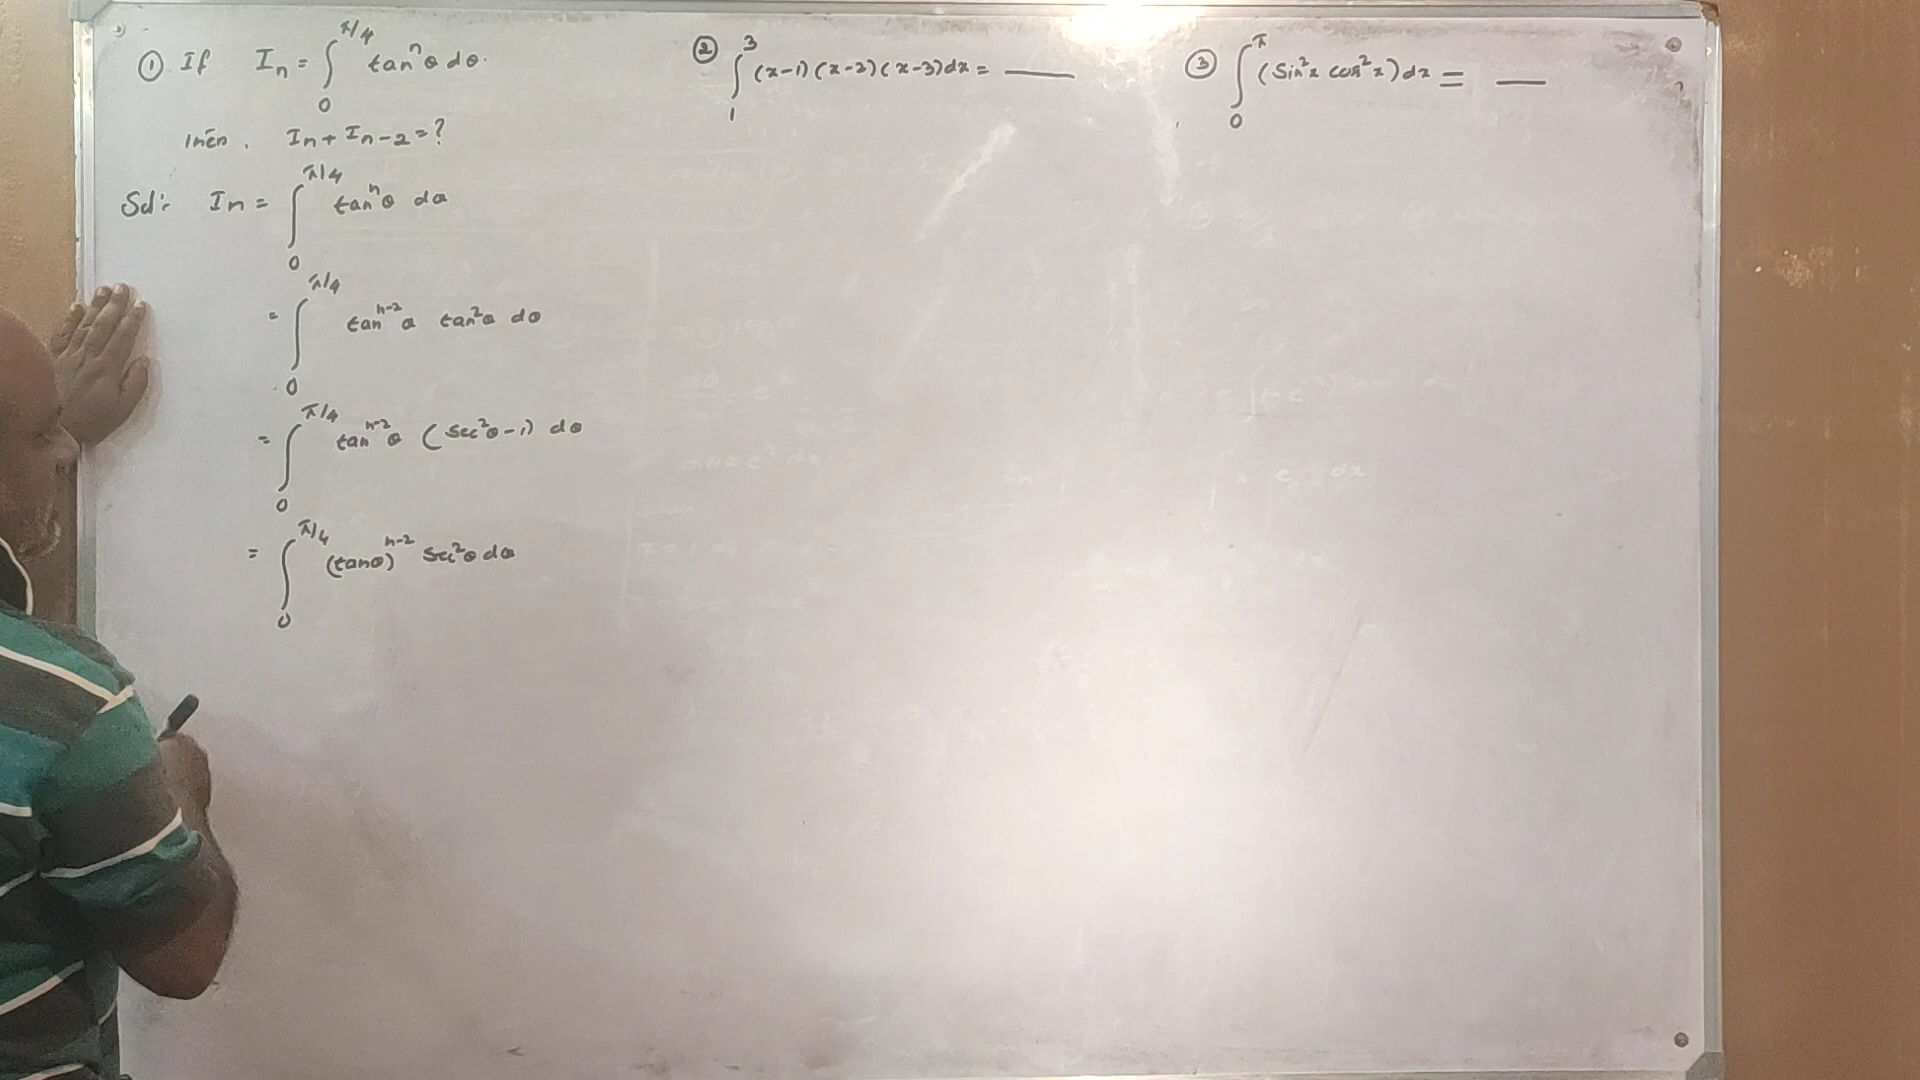 ① If In = ∫₀^π/4 tanⁿθ dθ.
then, In + In-2 = ?
Sol: In = ∫₀^π/4 tanⁿθ dθ
= ∫₀^π/4 tanⁿ⁻²θ tan²θ dθ
= ∫₀^π/4 tanⁿ⁻²θ (sec²θ-1) dθ
= ∫₀^π/4 (tanθ)ⁿ⁻² sec²θ dθ
② ∫₁³ (x-1)(x-2)(x-3)dx = ___
③ ∫₀^π (sin²x cos²x)dx = __